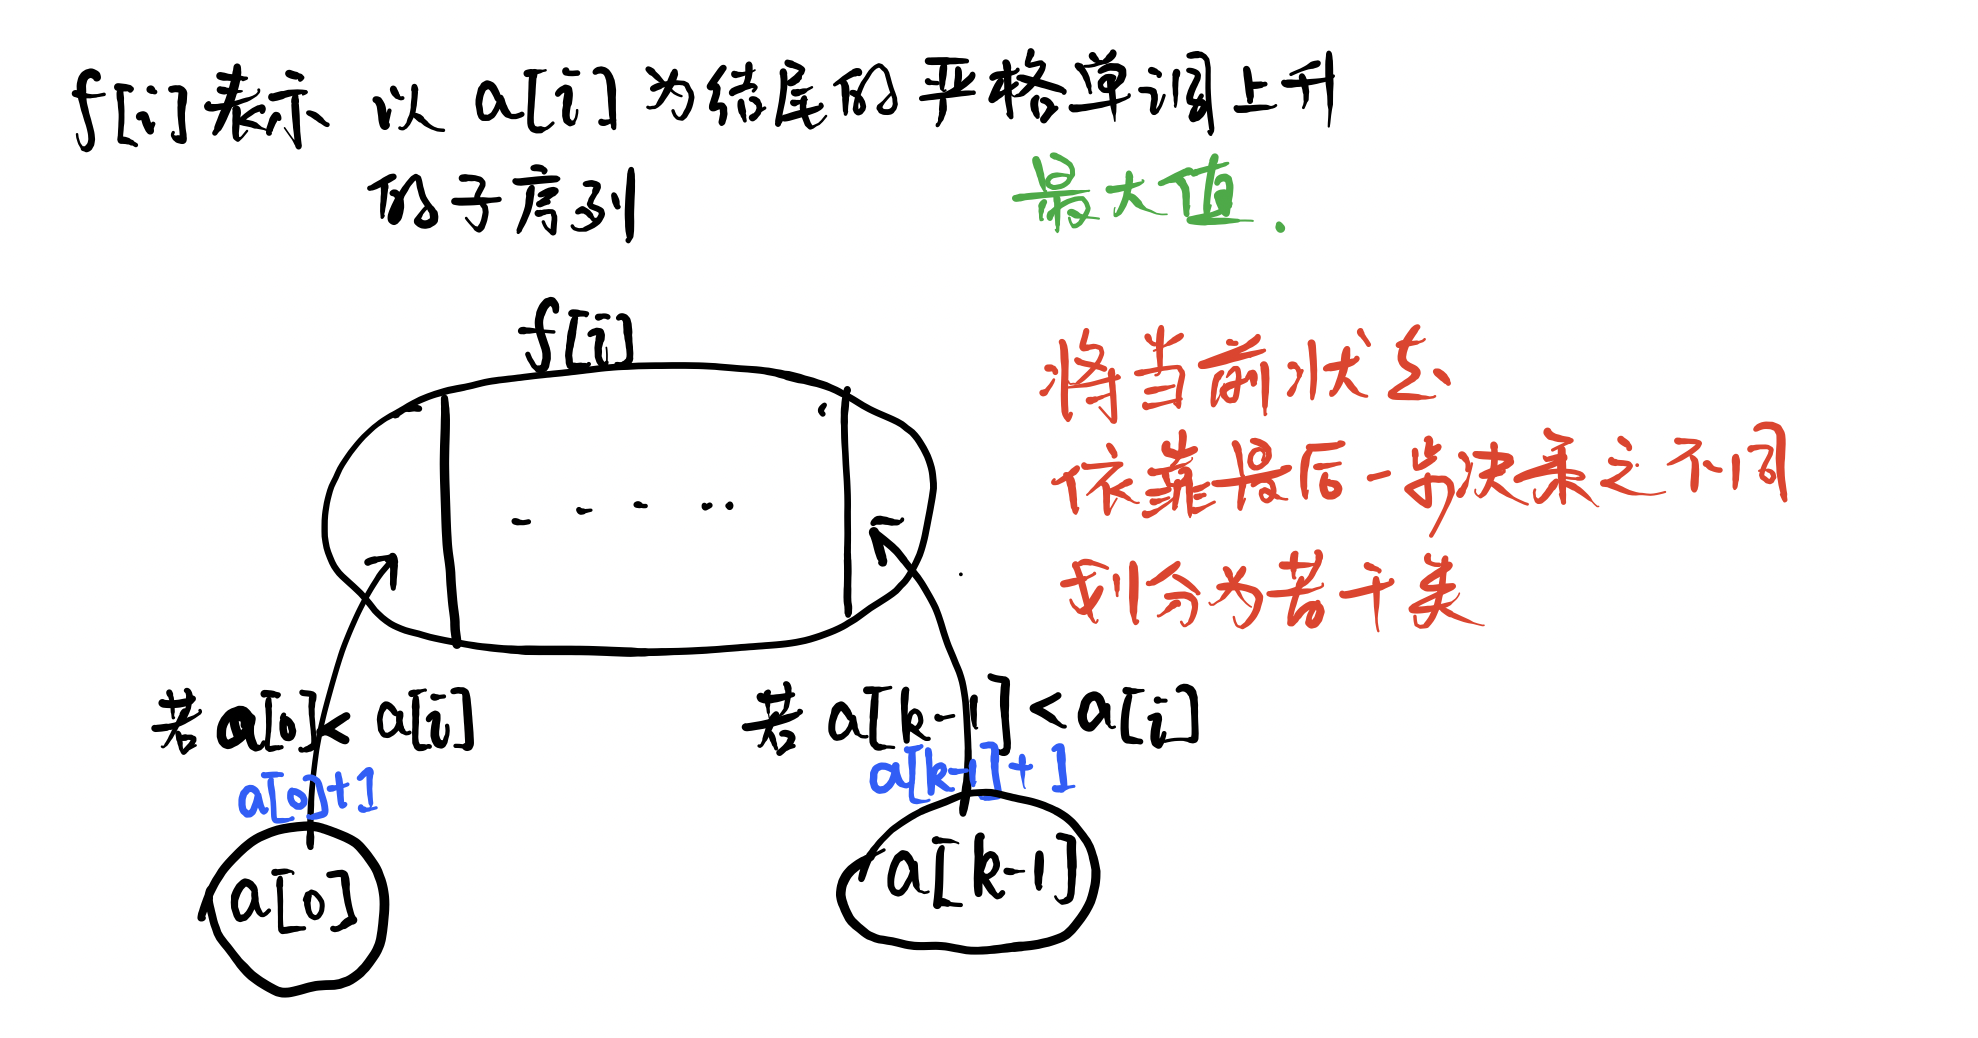 f[i]表示 以 a[i] 为结尾的严格单调上升
的子序列 最大值.
f[i]
将当前状态
依靠最后一步决策之不同
划分为若干类
若 a[0] < a[i]
若 a[k-1] < a[i]
a[0]+1
a[k-1]+1
a[0]
a[k-1]